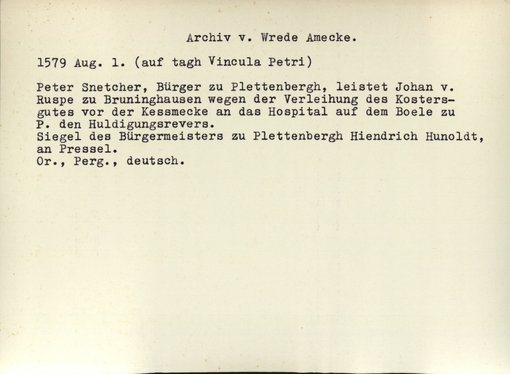 Archiv v. Wrede Amecke.
1579 Aug. 1. (auf tagh Vincula Petri)
Peter Snetcher, Bürger zu Plettenbergh, leistet Johan v.
Ruspe zu Bruninghausen wegen der Verleihung des Kosters-
gutes vor der Kessmecke an das Hospital auf dem Boele zu
P. den Huldigungsrevers.
Siegel des Bürgermeisters zu Plettenbergh Hiendrich Hunoldt,
an Pressel.
Or., Perg., deutsch.